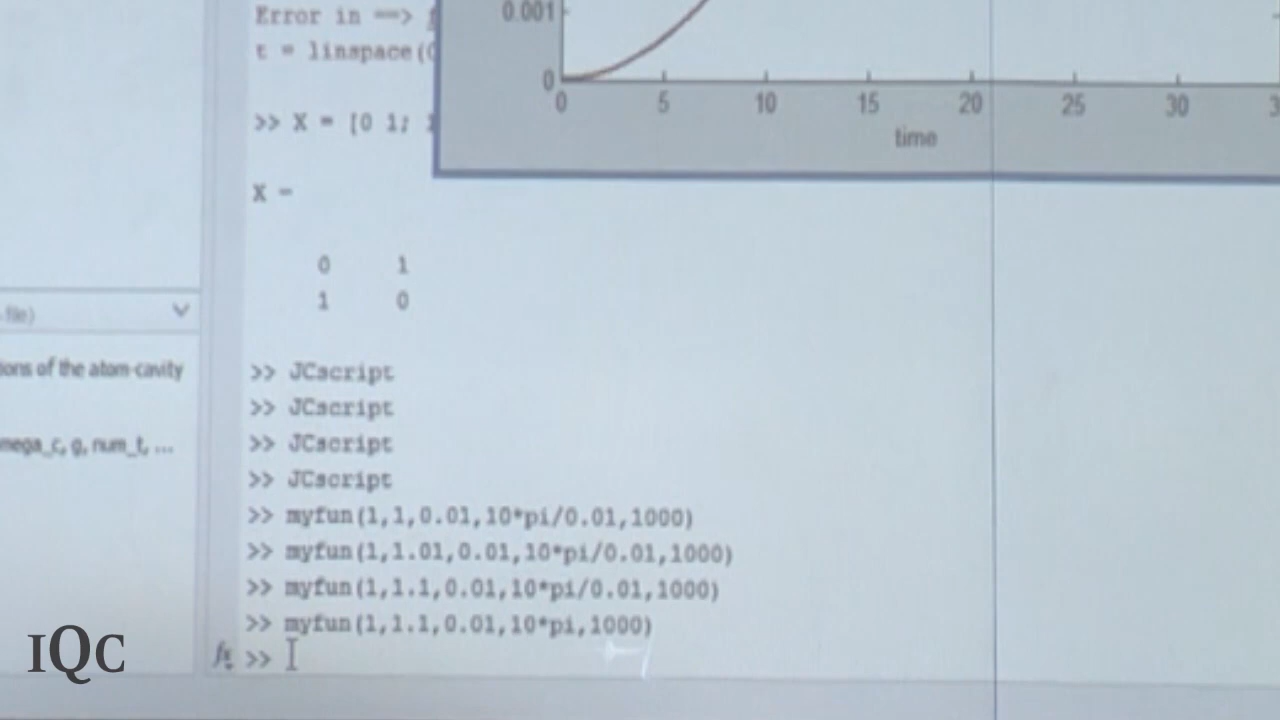 Error in ==>
t = linspace(0
>> X = [0 1;
X =
0 1
1 0
>> JCscript
>> JCscript
>> JCscript
>> JCscript
>> myfun(1,1,0.01,10*pi/0.01,1000)
>> myfun(1,1.01,0.01,10*pi/0.01,1000)
>> myfun(1,1.1,0.01,10*pi/0.01,1000)
>> myfun(1,1.1,0.01,10*pi,1000)
fx >>
0.001
0
0 5 10 15 20 25 30
time
file)
ions of the atom-cavity
mega_c, g, num_t, ...
IQC